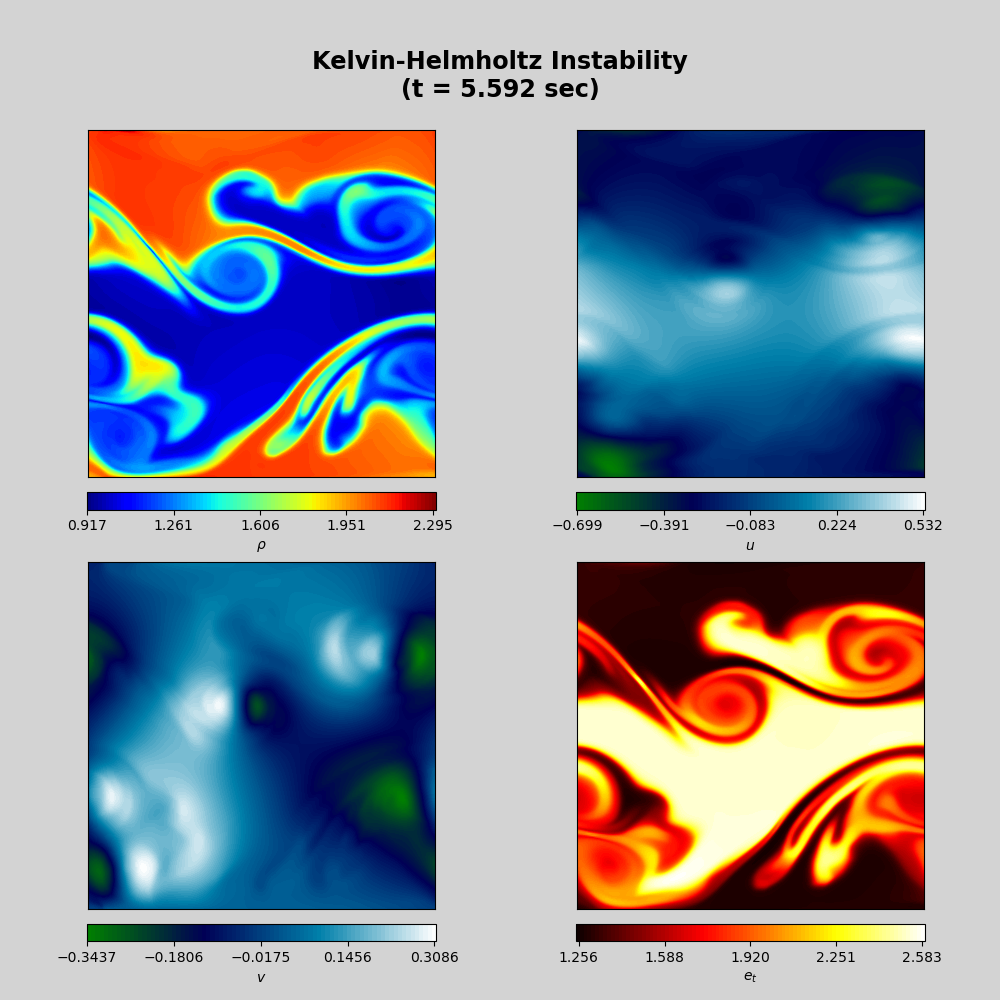 Kelvin-Helmholtz Instability
(t = 5.592 sec)
0.917 1.261 1.606 1.951 2.295
ρ
−0.699 −0.391 −0.083 0.224 0.532
u
−0.3437 −0.1806 −0.0175 0.1456 0.3086
v
1.256 1.588 1.920 2.251 2.583
e_t